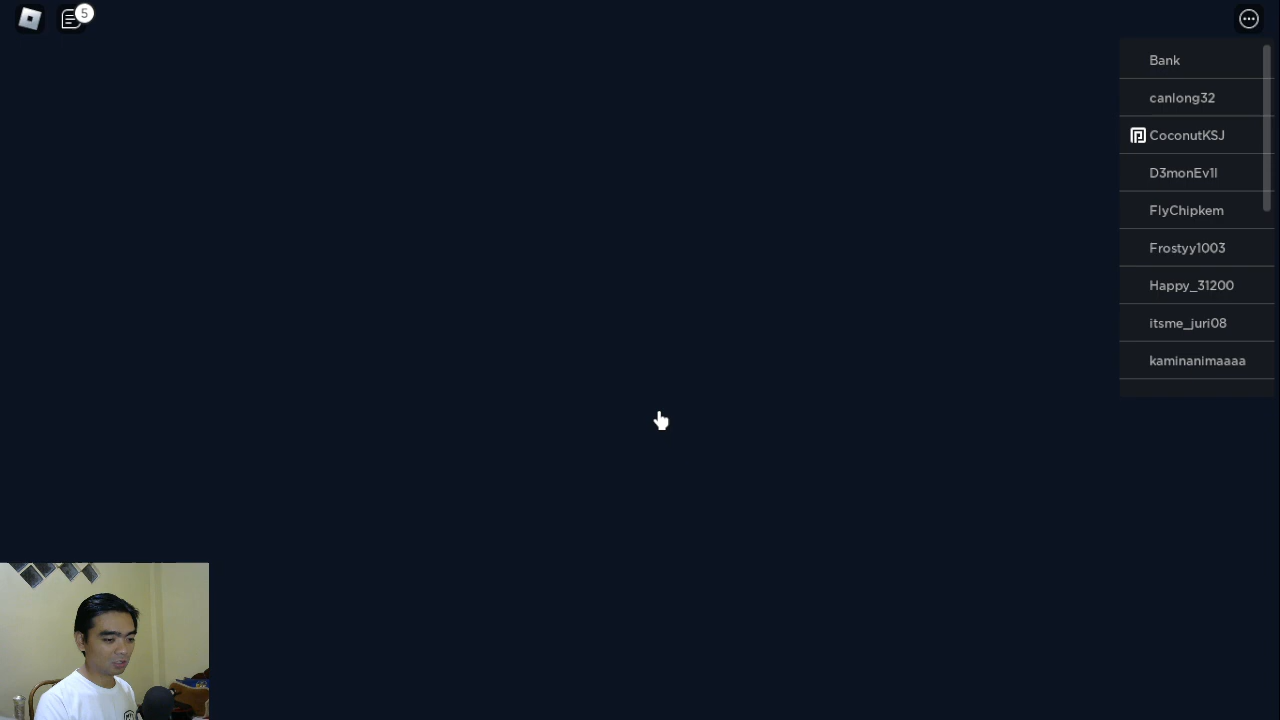 5
Bank
canlong32
CoconutKSJ
D3monEv1l
FlyChipkem
Frostyy1003
Happy_31200
itsme_juri08
kaminanimaaaa